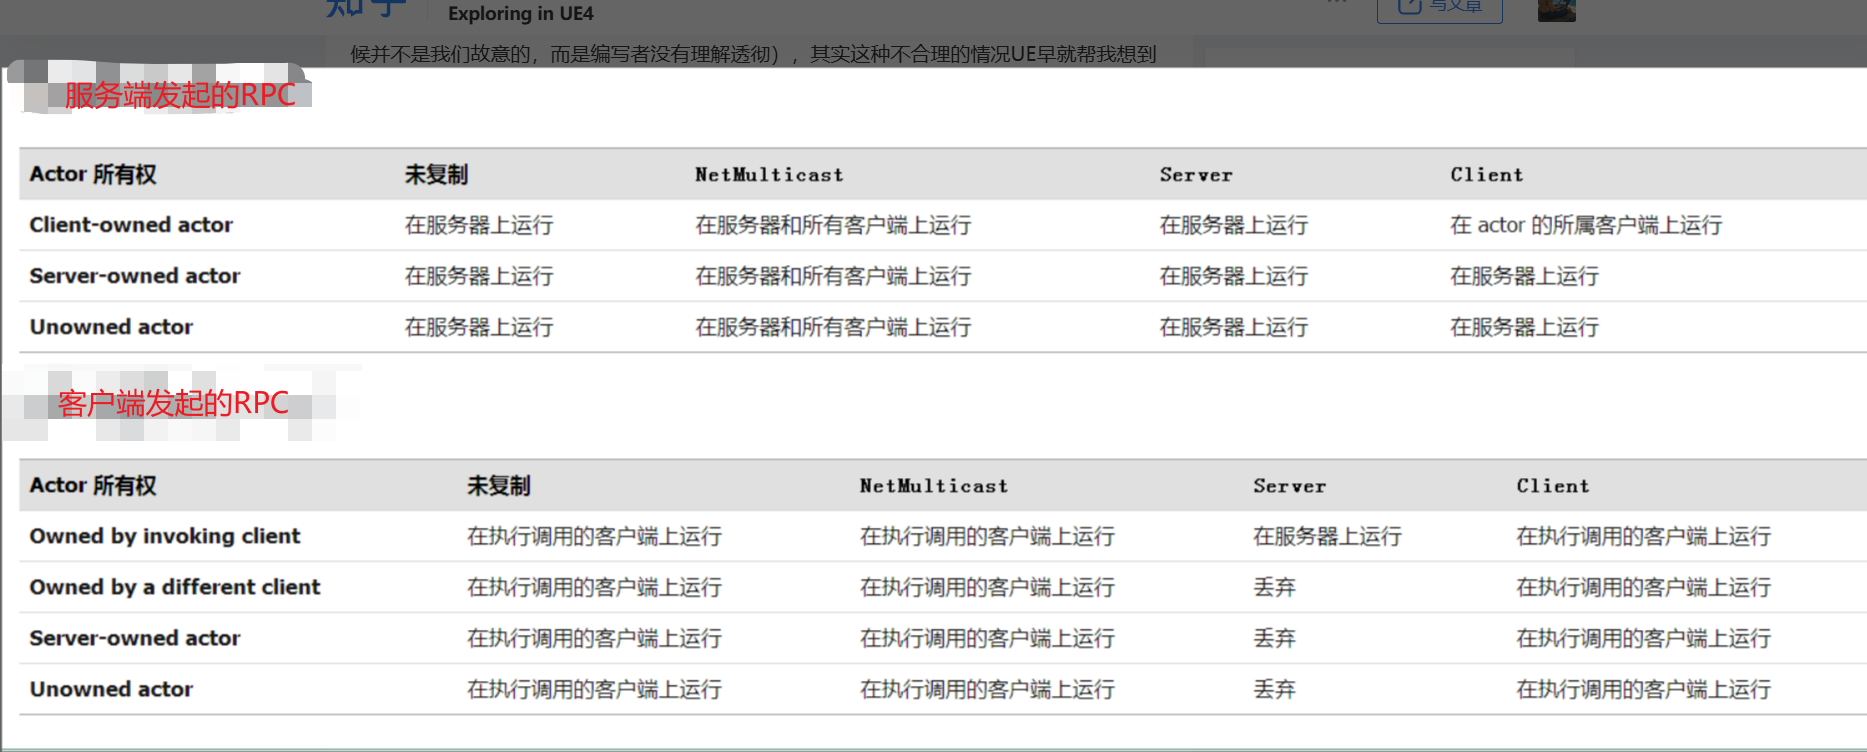 知乎
Exploring in UE4
写文章
候并不是我们故意的，而是编写者没有理解透彻），其实这种不合理的情况UE早就帮我想到
服务端发起的RPC
Actor 所有权 未复制 NetMulticast Server Client
Client-owned actor 在服务器上运行 在服务器和所有客户端上运行 在服务器上运行 在 actor 的所属客户端上运行
Server-owned actor 在服务器上运行 在服务器和所有客户端上运行 在服务器上运行 在服务器上运行
Unowned actor 在服务器上运行 在服务器和所有客户端上运行 在服务器上运行 在服务器上运行
客户端发起的RPC
Actor 所有权 未复制 NetMulticast Server Client
Owned by invoking client 在执行调用的客户端上运行 在执行调用的客户端上运行 在服务器上运行 在执行调用的客户端上运行
Owned by a different client 在执行调用的客户端上运行 在执行调用的客户端上运行 丢弃 在执行调用的客户端上运行
Server-owned actor 在执行调用的客户端上运行 在执行调用的客户端上运行 丢弃 在执行调用的客户端上运行
Unowned actor 在执行调用的客户端上运行 在执行调用的客户端上运行 丢弃 在执行调用的客户端上运行